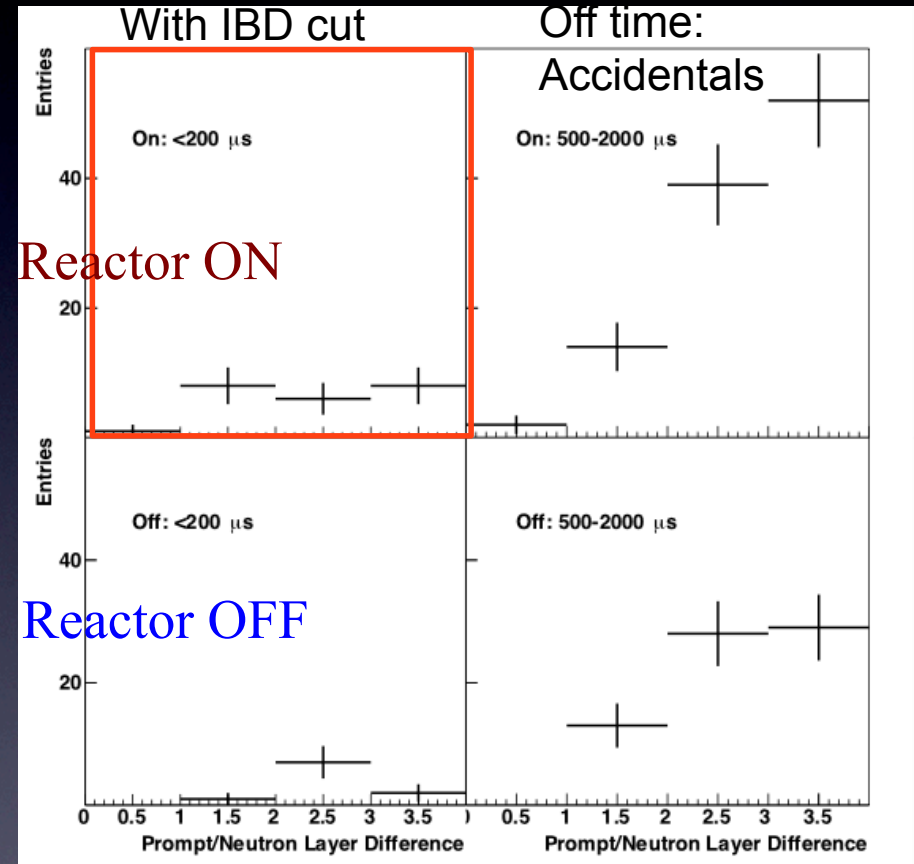 With IBD cut
Off time:
Accidentals
Entries
On: <200 μs
On: 500-2000 μs
40
Reactor ON
20
Entries
Off: <200 μs
Off: 500-2000 μs
40
Reactor OFF
20
0 0.5 1 1.5 2 2.5 3 3.5 0.5 1 1.5 2 2.5 3 3.5
Prompt/Neutron Layer Difference
Prompt/Neutron Layer Difference